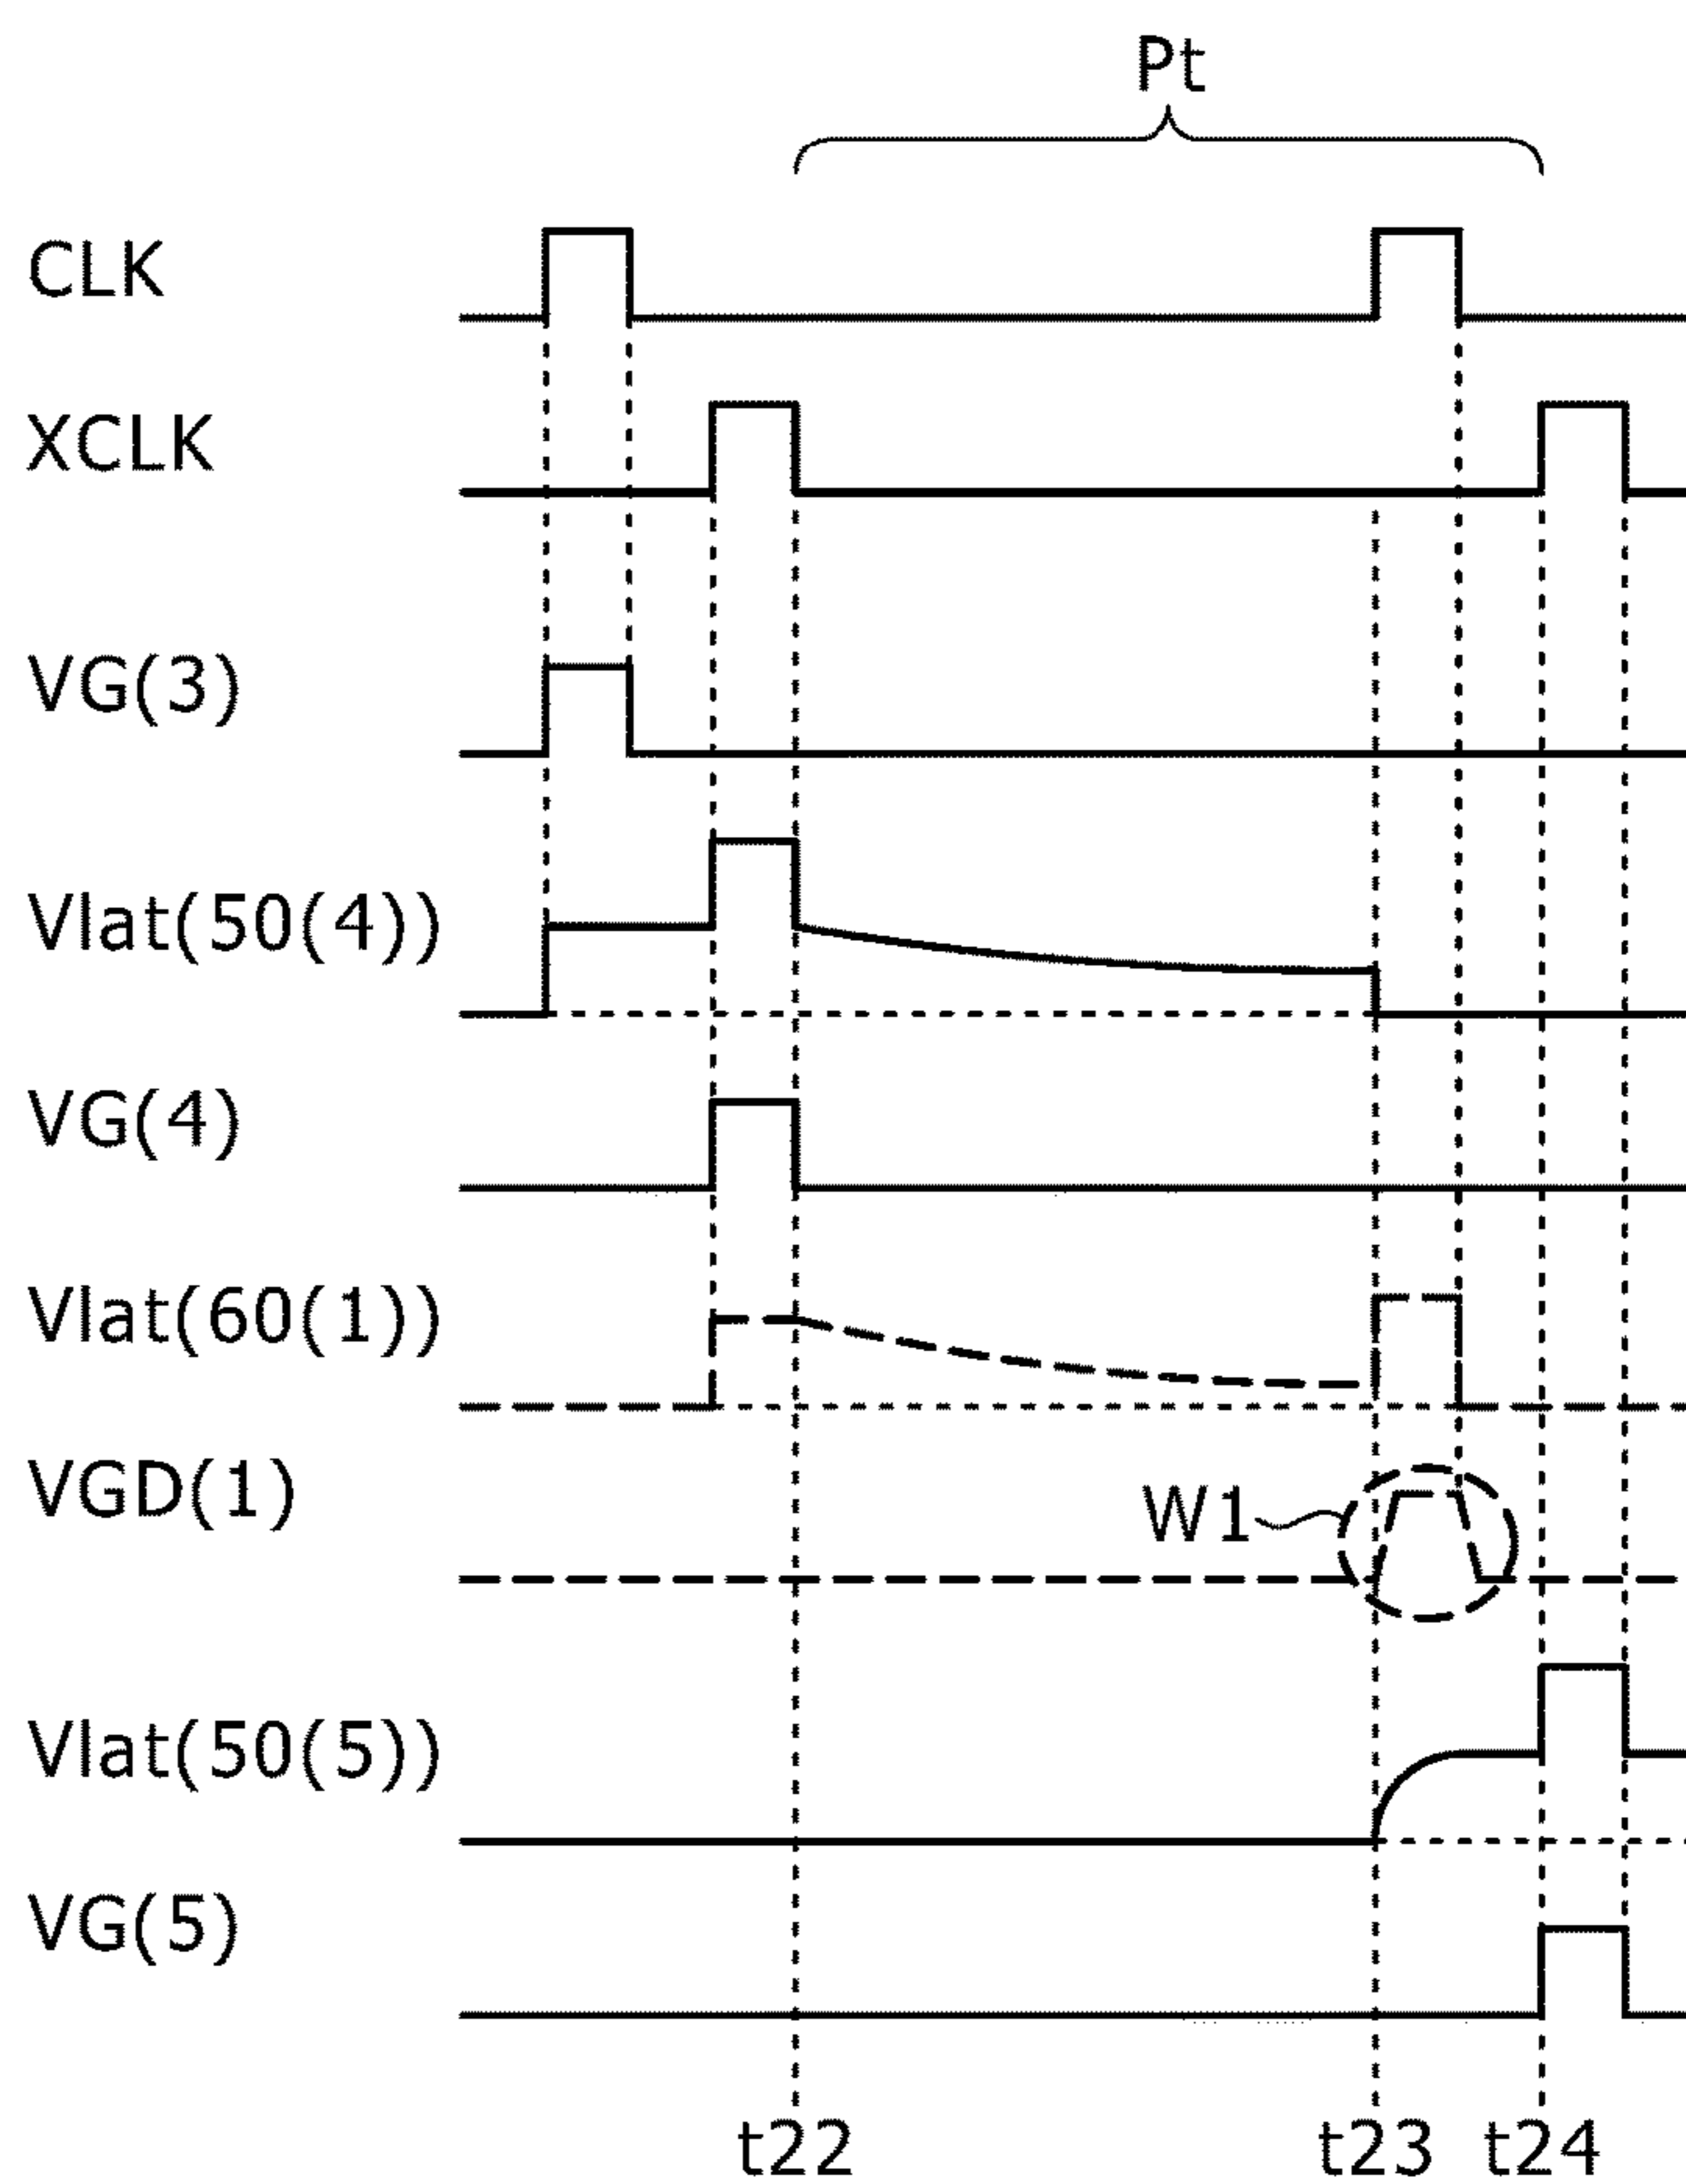 Pt
CLK
XCLK
VG(3)
Vlat(50(4))
VG(4)
Vlat(60(1))
VGD(1)
W1
Vlat(50(5))
VG(5)
t22 t23 t24